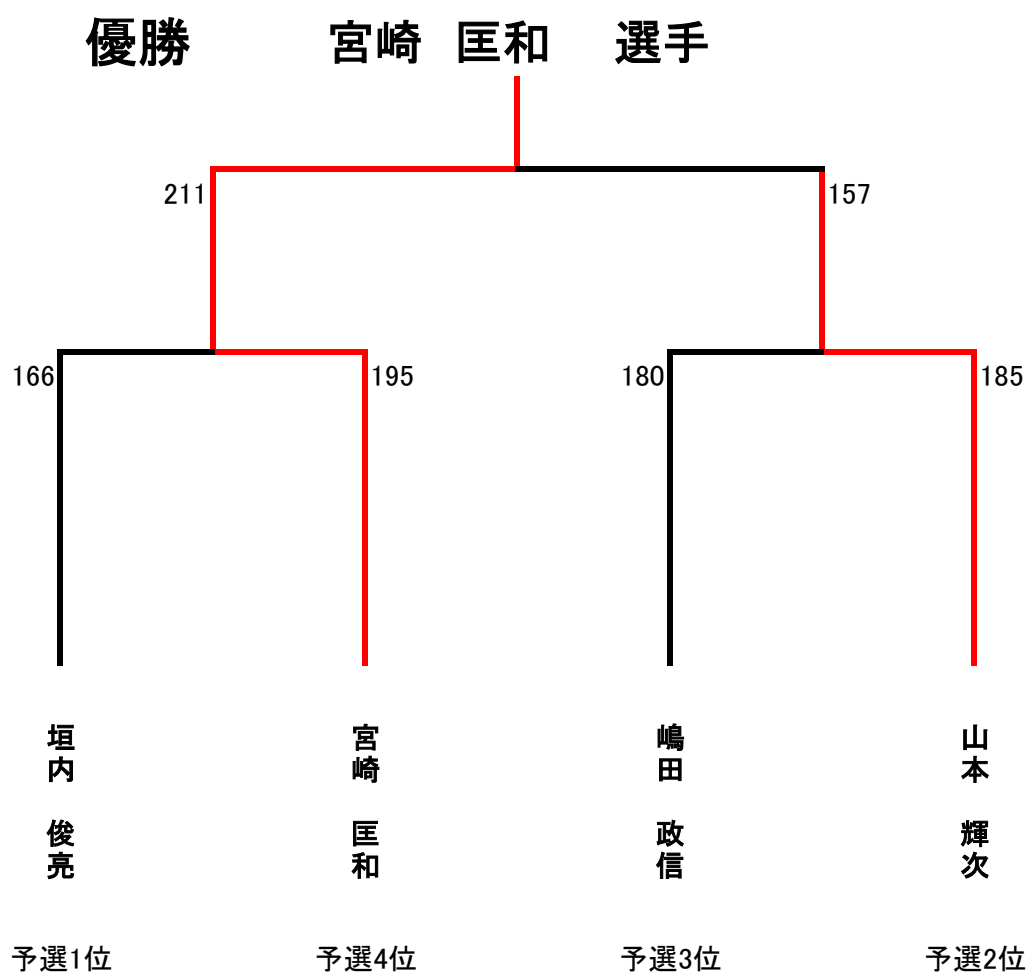 優勝 宮崎 匡和 選手
211
157
166
195
180
185
垣内 俊亮
宮崎 匡和
嶋田 政信
山本 輝次
予選1位
予選4位
予選3位
予選2位